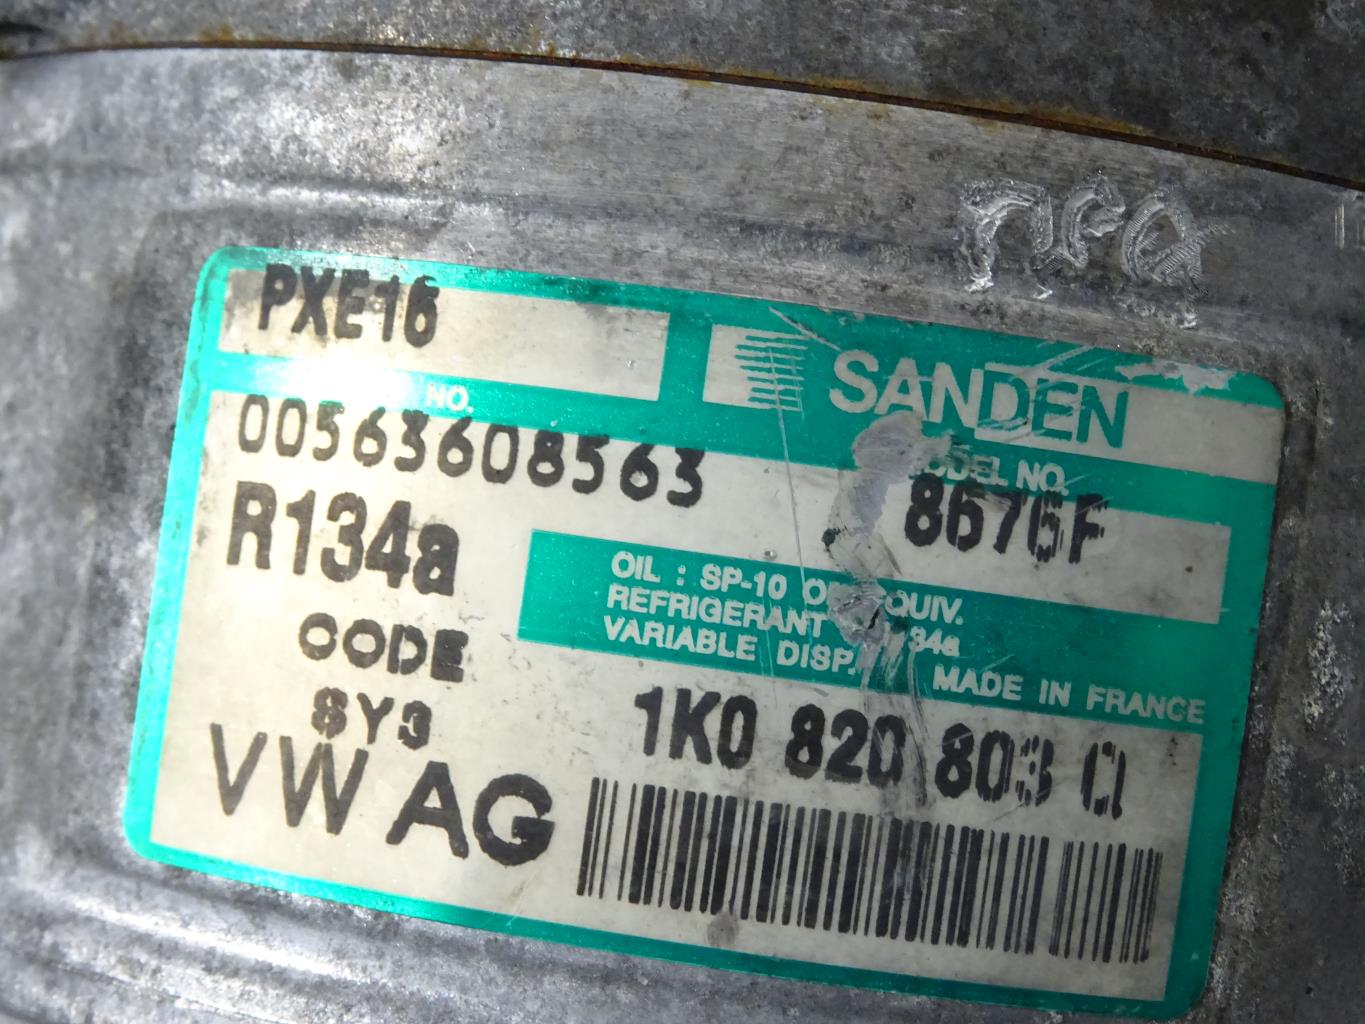 PXE16
SANDEN
NO.
MODEL NO.
00563608563
8676F
R134a
OIL : SP-10 OR EQUIV.
REFRIGERANT
VARIABLE DISP.
MADE IN FRANCE
CODE
SY3
1K0 820 803 Q
VW AG